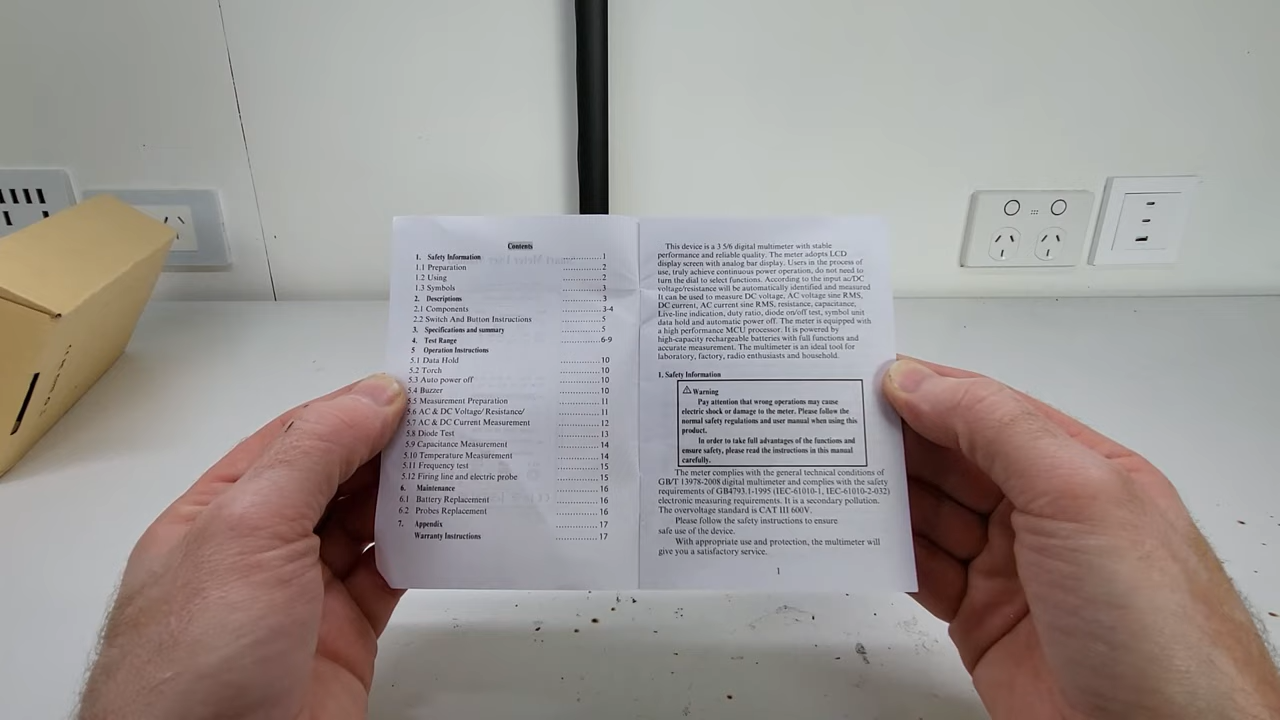 Contents
1. Safety Information ............... 1
1.1 Preparation ............... 2
1.2 Using ............... 2
1.3 Symbols ............... 3
2. Descriptions ............... 3
2.1 Components ............... 3-4
2.2 Switch And Button Instructions ............... 5
3. Specifications and summary ............... 5
4. Test Range ............... 6-9
5 Operation Instructions
5.1 Data Hold ............... 10
5.2 Torch ............... 10
5.3 Auto power off ............... 10
5.4 Buzzer ............... 10
5.5 Measurement Preparation ............... 11
5.6 AC & DC Voltage/ Resistance/ ............... 11
5.7 AC & DC Current Measurement ............... 12
5.8 Diode Test ............... 13
5.9 Capacitance Measurement ............... 14
5.10 Temperature Measurement ............... 14
5.11 Frequency test ............... 15
5.12 Firing line and electric probe ............... 15
6. Maintenance ............... 16
6.1 Battery Replacement ............... 16
6.2 Probes Replacement ............... 16
7. Appendix ............... 17
Warranty Instructions ............... 17
This device is a 3 5/6 digital multimeter with stable
performance and reliable quality. The meter adopts LCD
display screen with analog bar display. Users in the process of
use, truly achieve continuous power operation, do not need to
turn the dial to select functions. According to the input ac/DC
voltage/resistance will be automatically identified and measured
It can be used to measure DC voltage, AC voltage sine RMS,
DC current, AC current sine RMS, resistance, capacitance,
Live-line indication, duty ratio, diode on/off test, symbol unit
data hold and automatic power off. The meter is equipped with
a high performance MCU processor. It is powered by
high-capacity rechargeable batteries with full functions and
accurate measurement. The multimeter is an ideal tool for
laboratory, factory, radio enthusiasts and household.
1. Safety Information
Warning
Pay attention that wrong operations may cause
electric shock or damage to the meter. Please follow the
normal safety regulations and user manual when using this
product.
In order to take full advantages of the functions and
ensure safety, please read the instructions in this manual
carefully.
The meter complies with the general technical conditions of
GB/T 13978-2008 digital multimeter and complies with the safety
requirements of GB4793.1-1995 (IEC-61010-1, IEC-61010-2-032)
electronic measuring requirements. It is a secondary pollution.
The overvoltage standard is CAT III 600V.
Please follow the safety instructions to ensure
safe use of the device.
With appropriate use and protection, the multimeter will
give you a satisfactory service.
1